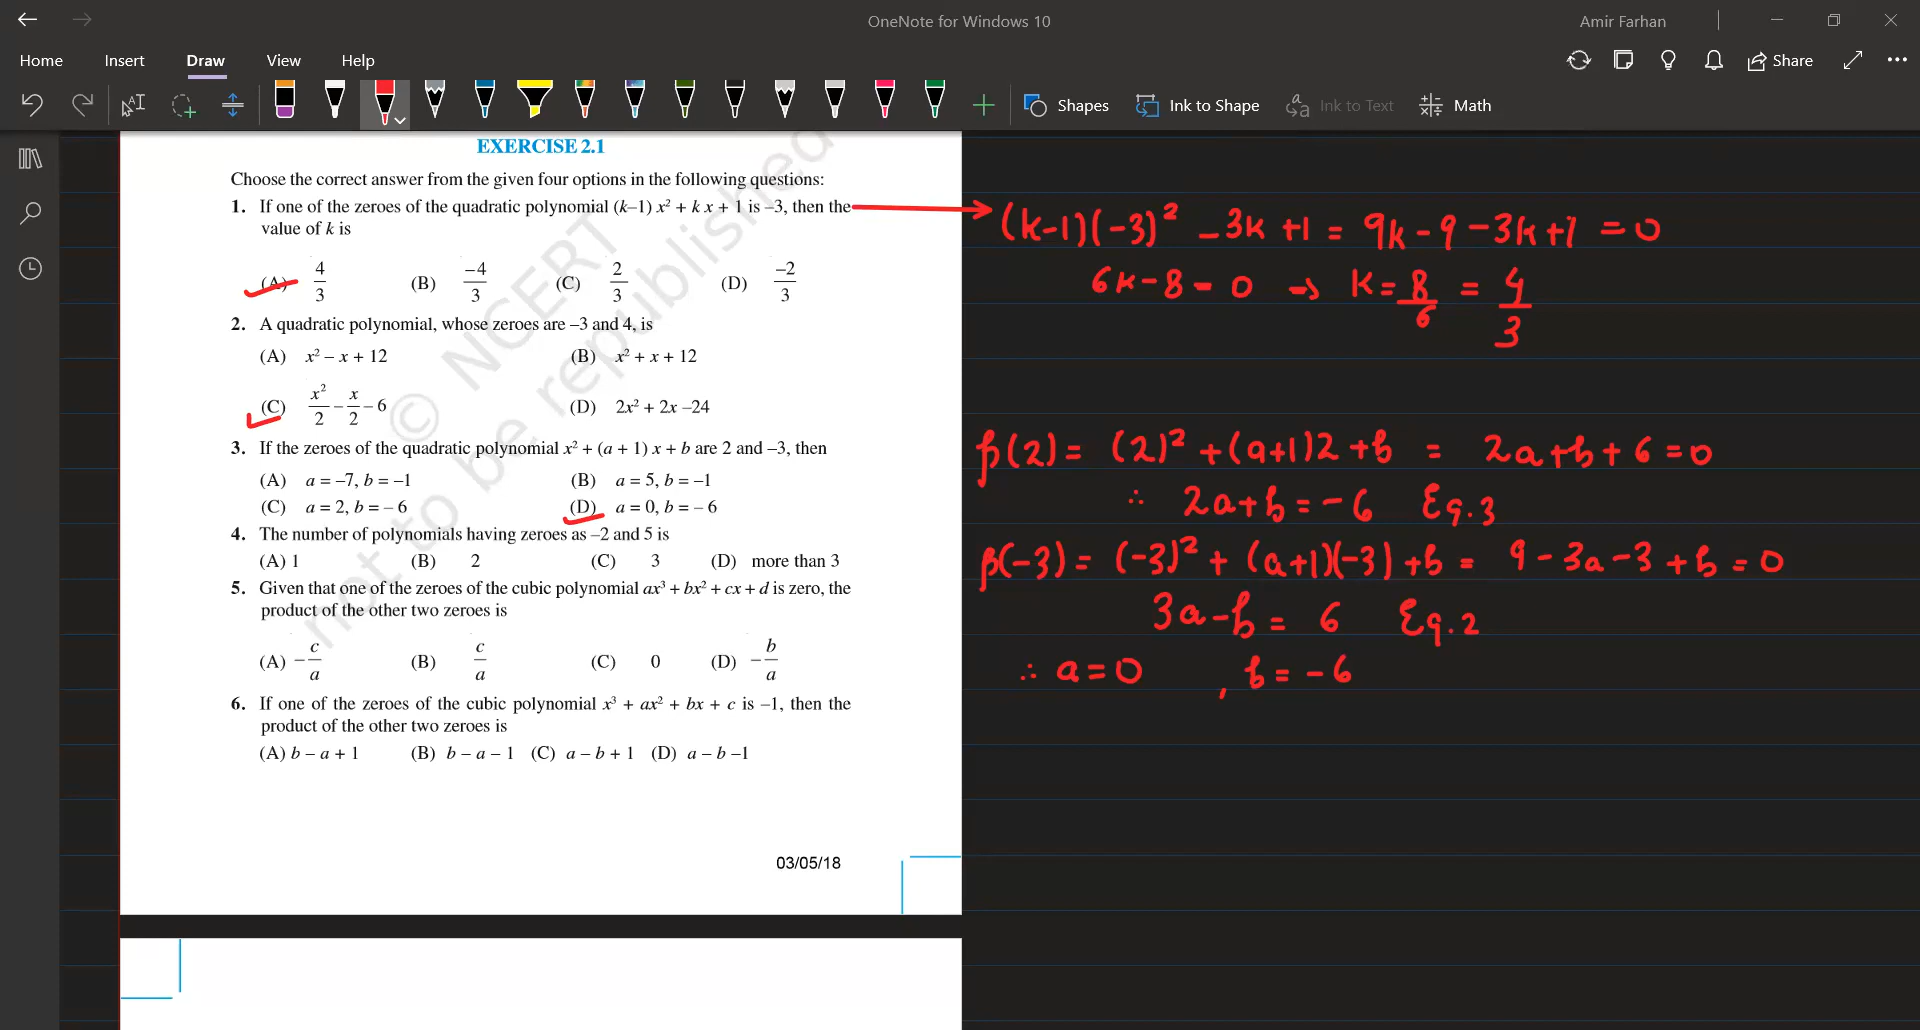 OneNote for Windows 10
Amir Farhan
Home Insert Draw View Help
Share
Shapes Ink to Shape Ink to Text Math
EXERCISE 2.1
Choose the correct answer from the given four options in the following questions:
1. If one of the zeroes of the quadratic polynomial (k–1) x² + k x + 1 is –3, then the
value of k is
(A) 4/3 (B) –4/3 (C) 2/3 (D) –2/3
2. A quadratic polynomial, whose zeroes are –3 and 4, is
(A) x² – x + 12 (B) x² + x + 12
(C) x²/2 – x/2 – 6 (D) 2x² + 2x –24
3. If the zeroes of the quadratic polynomial x² + (a + 1) x + b are 2 and –3, then
(A) a = –7, b = –1 (B) a = 5, b = –1
(C) a = 2, b = – 6 (D) a = 0, b = – 6
4. The number of polynomials having zeroes as –2 and 5 is
(A) 1 (B) 2 (C) 3 (D) more than 3
5. Given that one of the zeroes of the cubic polynomial ax³ + bx² + cx + d is zero, the
product of the other two zeroes is
(A) –c/a (B) c/a (C) 0 (D) –b/a
6. If one of the zeroes of the cubic polynomial x³ + ax² + bx + c is –1, then the
product of the other two zeroes is
(A) b – a + 1 (B) b – a – 1 (C) a – b + 1 (D) a – b –1
03/05/18
© NCERT
not to be republished
(k-1)(-3)² - 3k + 1 = 9k - 9 - 3k + 1 = 0
6k - 8 = 0 → k = 8/6 = 4/3
p(2) = (2)² + (a+1)2 + b = 2a + b + 6 = 0
∴ 2a + b = -6 Eq.3
p(-3) = (-3)² + (a+1)(-3) + b = 9 - 3a - 3 + b = 0
3a - b = 6 Eq.2
∴ a = 0 , b = -6